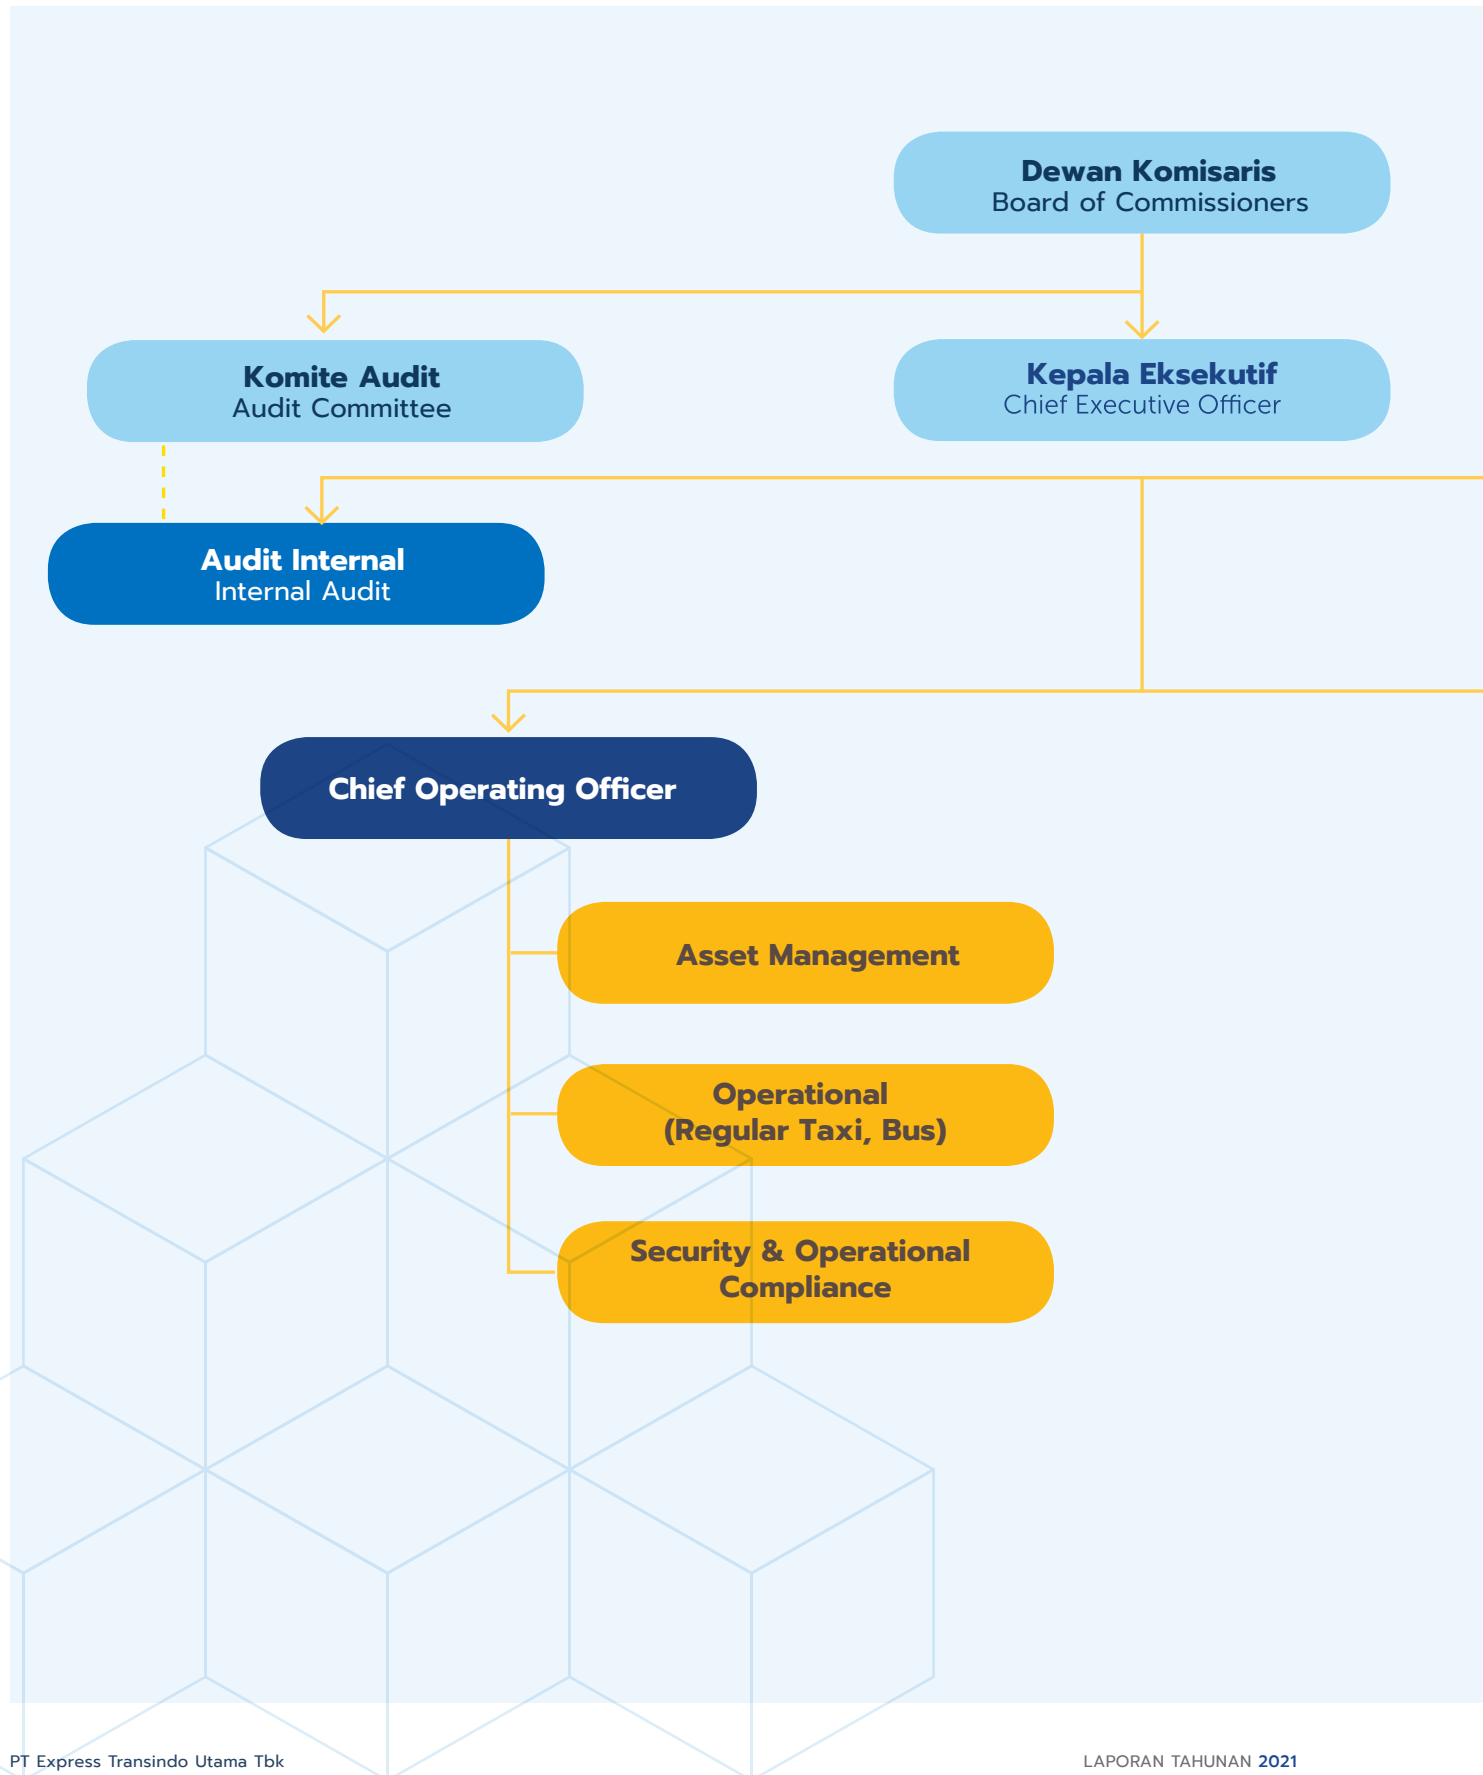 Dewan Komisaris
Board of Commissioners
Komite Audit
Audit Committee
Kepala Eksekutif
Chief Executive Officer
Audit Internal
Internal Audit
Chief Operating Officer
Asset Management
Operational
(Regular Taxi, Bus)
Security & Operational
Compliance
PT Express Transindo Utama Tbk
LAPORAN TAHUNAN 2021